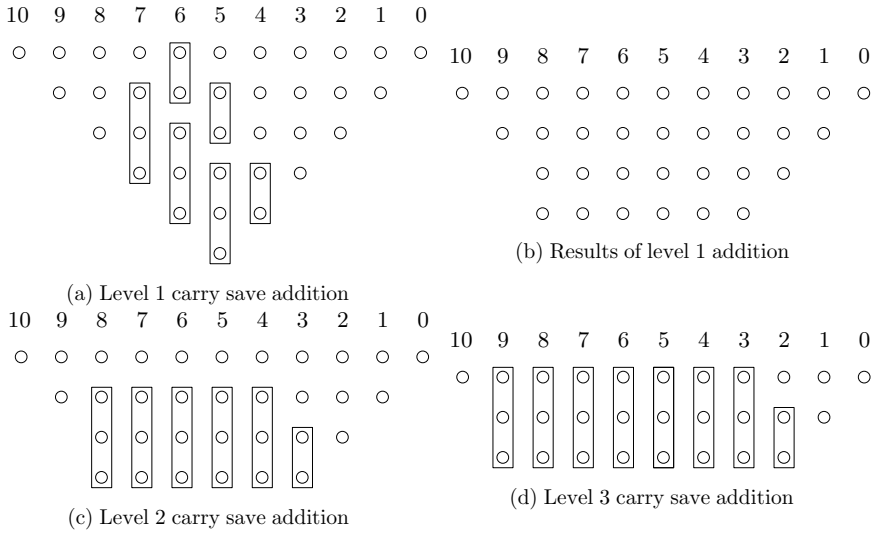 10 9 8 7 6 5 4 3 2 1 0
(a) Level 1 carry save addition
10 9 8 7 6 5 4 3 2 1 0
(b) Results of level 1 addition
10 9 8 7 6 5 4 3 2 1 0
(c) Level 2 carry save addition
10 9 8 7 6 5 4 3 2 1 0
(d) Level 3 carry save addition